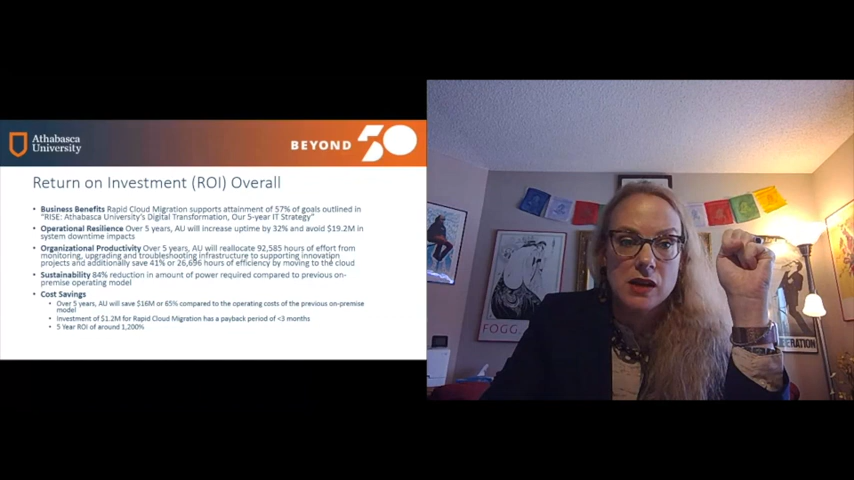 Athabasca
University
BEYOND 50
Return on Investment (ROI) Overall
• Business Benefits Rapid Cloud Migration supports attainment of 57% of goals outlined in
"RISE: Athabasca University's Digital Transformation, Our 5-year IT Strategy"
• Operational Resilience Over 5 years, AU will increase uptime by 32% and avoid $19.2M in
system downtime impacts
• Organizational Productivity Over 5 years, AU will reallocate 92,585 hours of effort from
monitoring, upgrading and troubleshooting infrastructure to supporting innovation
projects and additionally save 41% or 26,696 hours of efficiency by moving to the cloud
• Sustainability 84% reduction in amount of power required compared to previous on-
premise operating model
• Cost Savings
• Over 5 years, AU will save $16M or 65% compared to the operating costs of the previous on-premise
model
• Investment of $1.2M for Rapid Cloud Migration has a payback period of <3 months
• 5 Year ROI of around 1,200%
FOGG